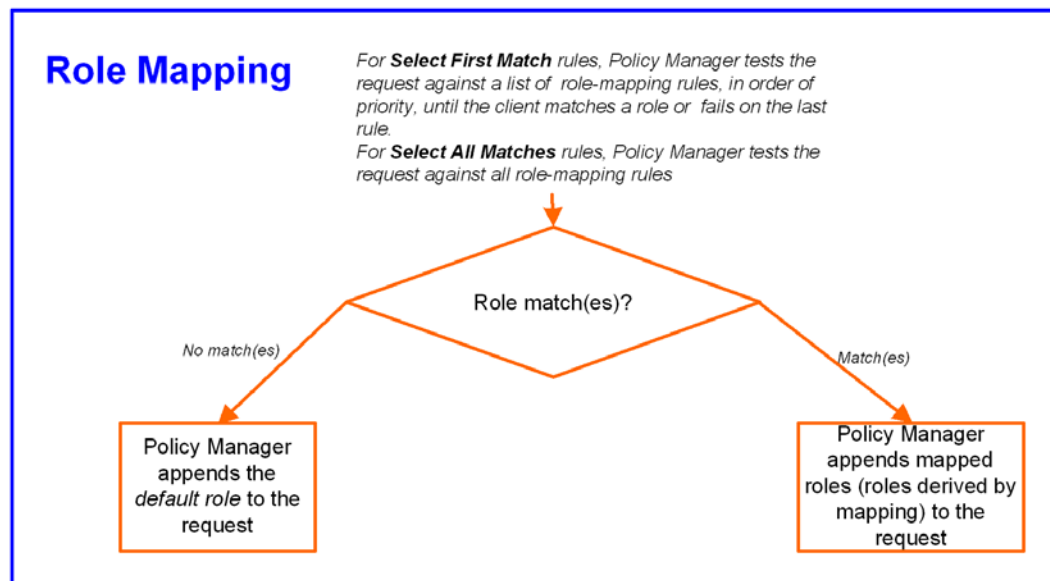 Role Mapping
For Select First Match rules, Policy Manager tests the
request against a list of role-mapping rules, in order of
priority, until the client matches a role or fails on the last
rule.
For Select All Matches rules, Policy Manager tests the
request against all role-mapping rules
Role match(es)?
No match(es)
Match(es)
Policy Manager
appends the
default role to the
request
Policy Manager
appends mapped
roles (roles derived by
mapping) to the
request